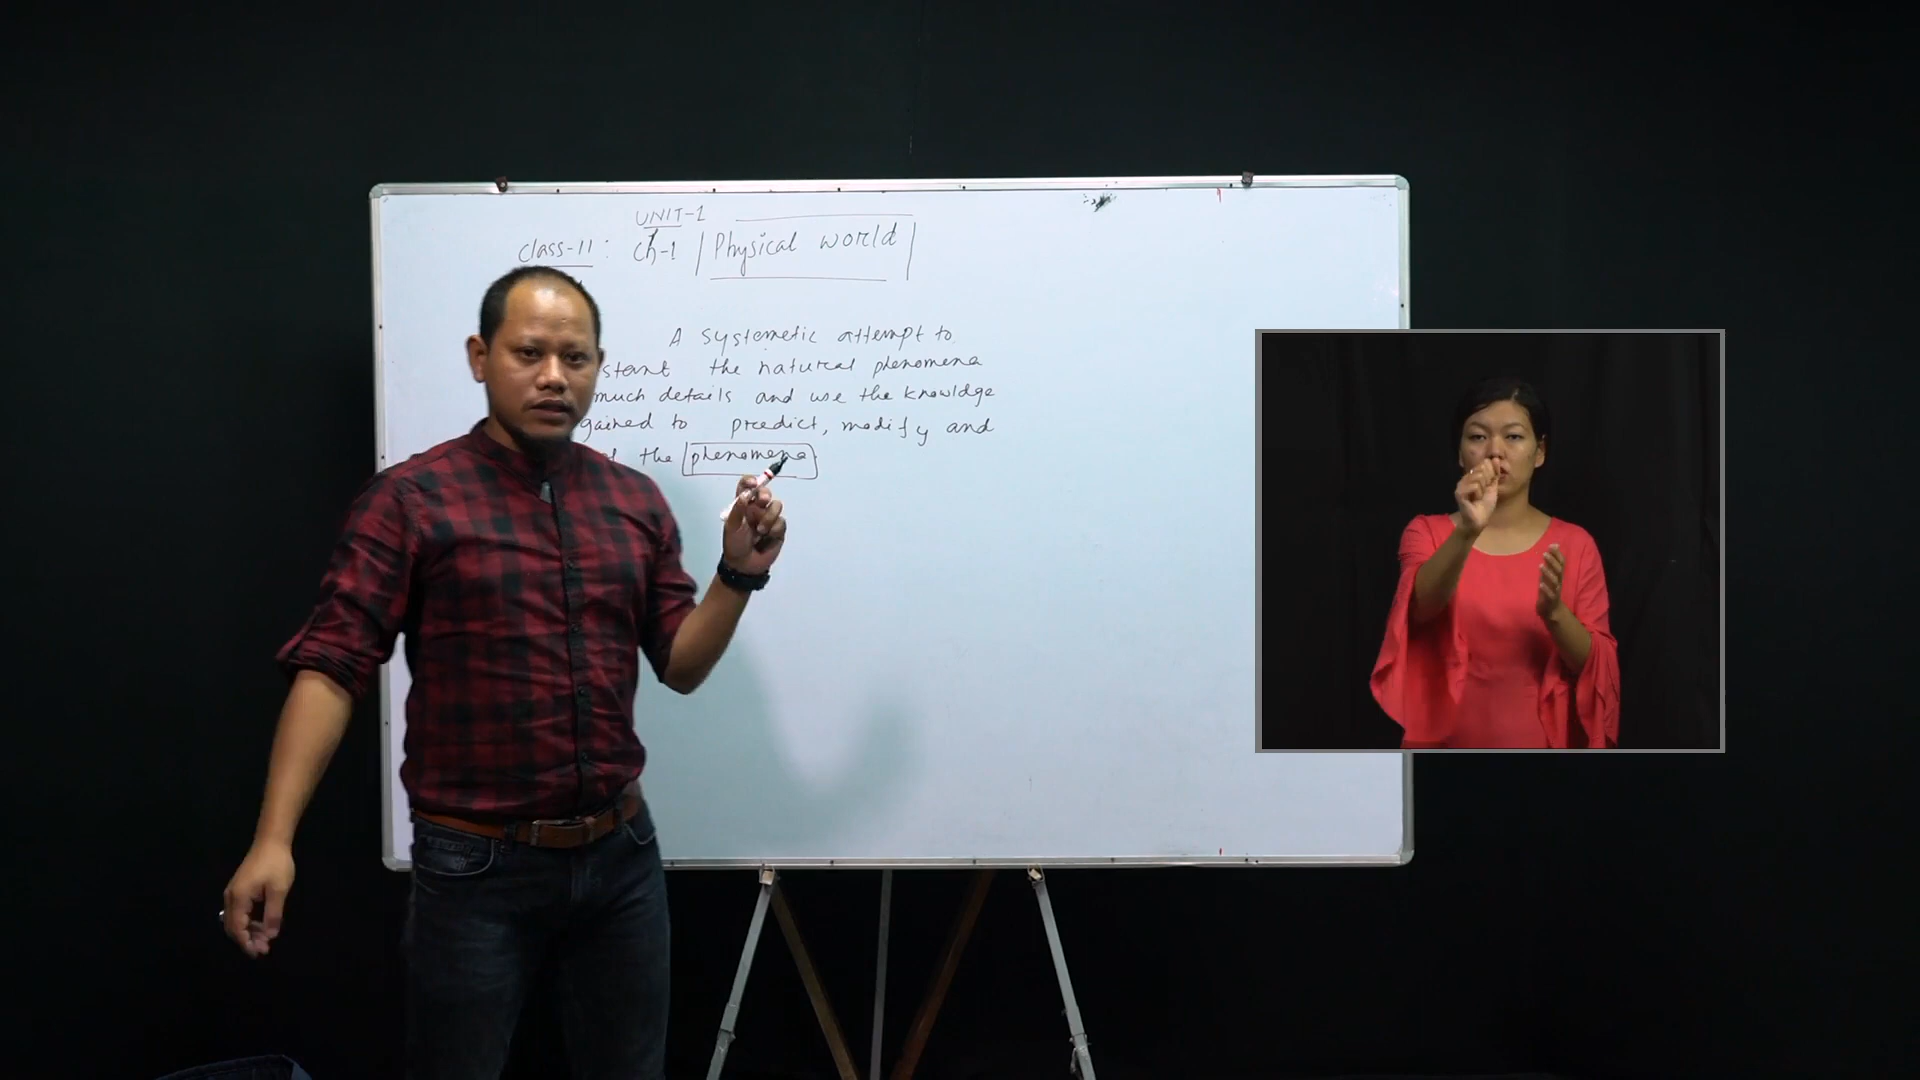 UNIT-1
Class-11: Ch-1 | Physical world |
A systemetic attempt to
stant the natural phenomena
much details and use the knowldge
gained to predict, modify and
the phenomena